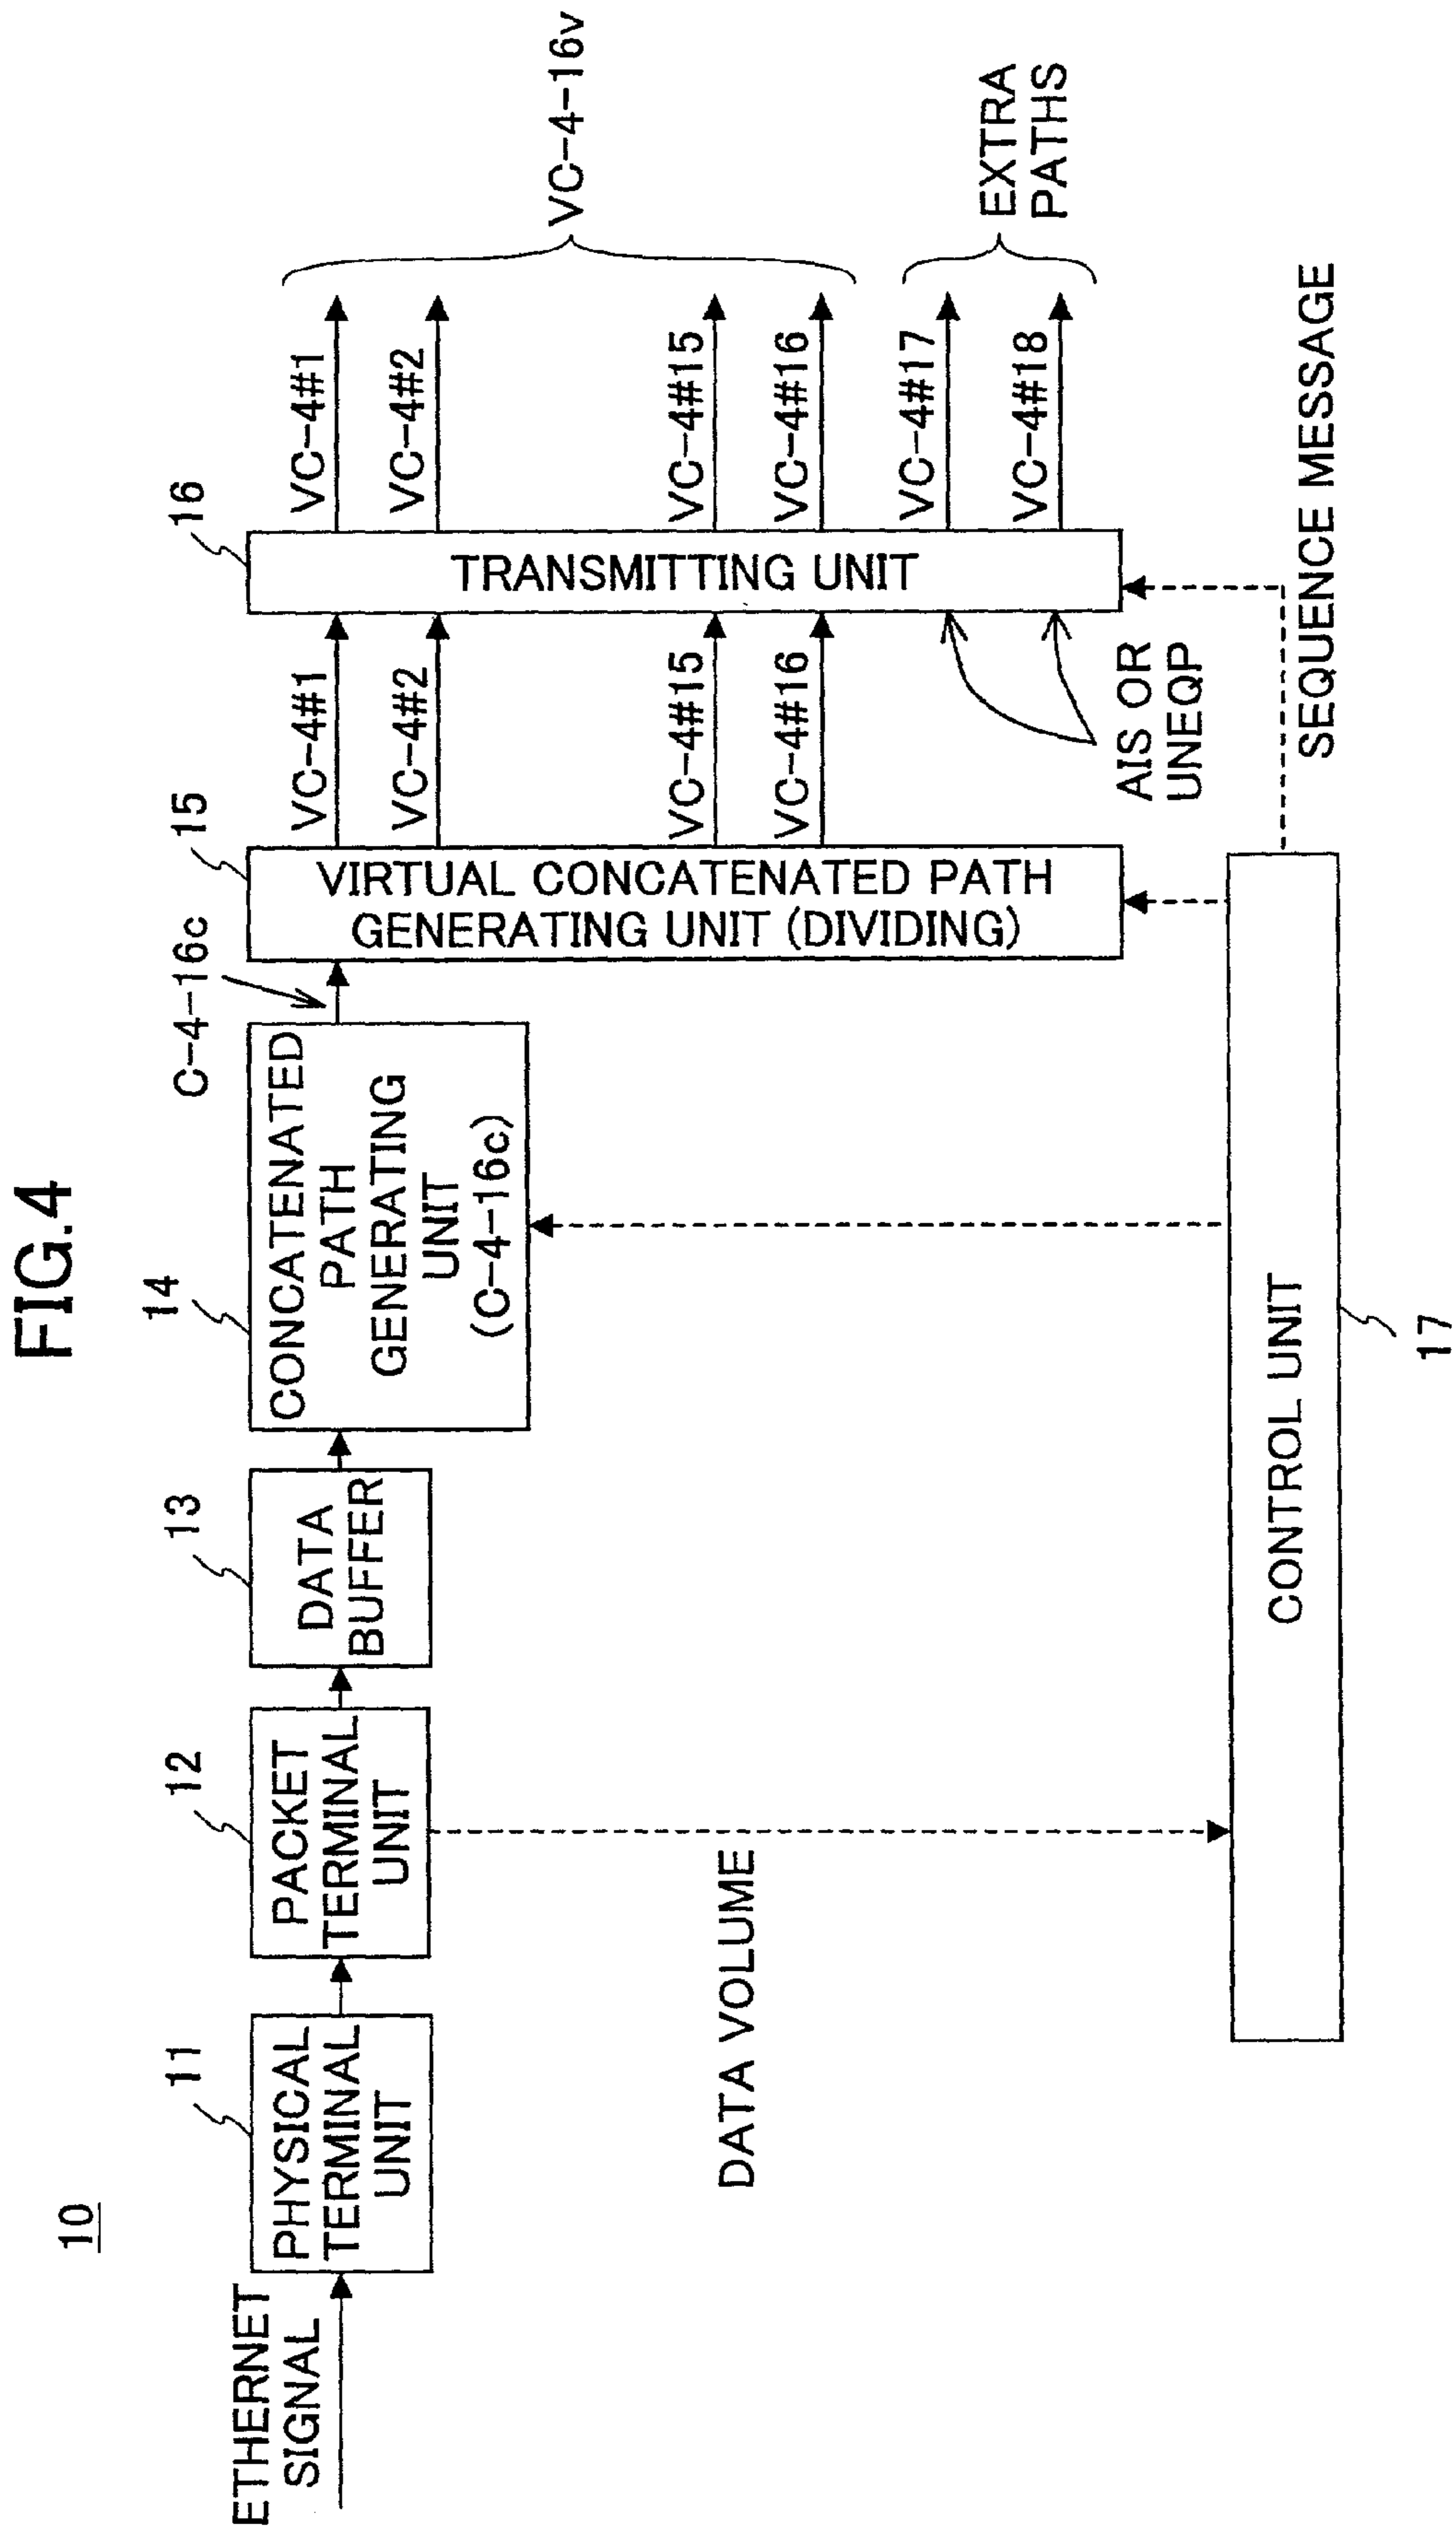 FIG.4
10
ETHERNET
SIGNAL
11
PHYSICAL
TERMINAL
UNIT
12
PACKET
TERMINAL
UNIT
13
DATA
BUFFER
14
CONCATENATED
PATH
GENERATING
UNIT
(C-4-16c)
C-4-16c
15
VIRTUAL CONCATENATED PATH
GENERATING UNIT (DIVIDING)
VC-4#1
VC-4#2
VC-4#15
VC-4#16
AIS OR
UNEQP
16
TRANSMITTING UNIT
VC-4#1
VC-4#2
VC-4#15
VC-4#16
VC-4#17
VC-4#18
VC-4-16v
EXTRA
PATHS
DATA VOLUME
SEQUENCE MESSAGE
CONTROL UNIT
17